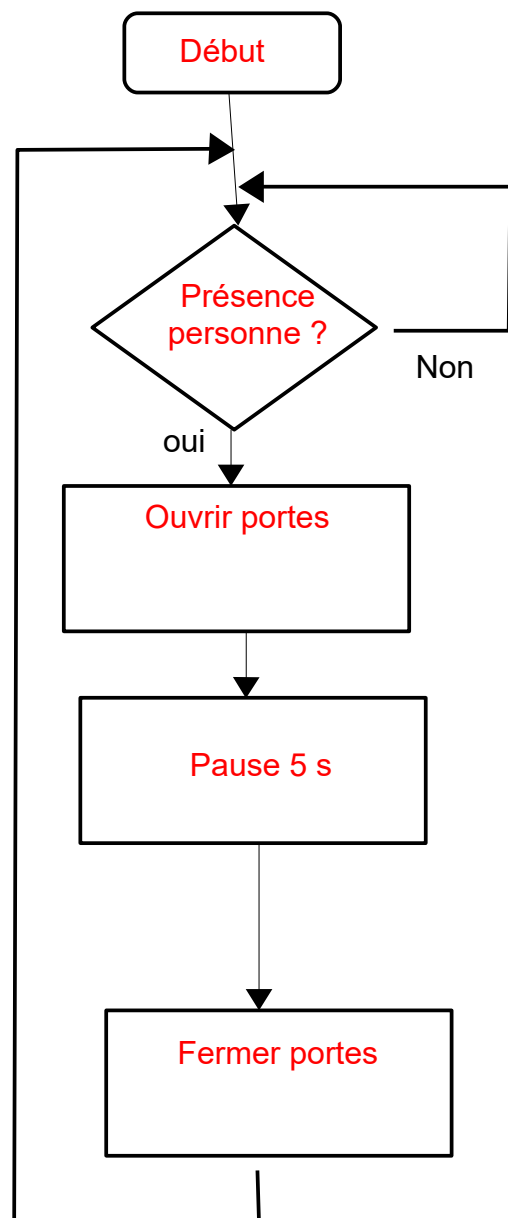 Début
Présence
personne ?
Non
oui
Ouvrir portes
Pause 5 s
Fermer portes